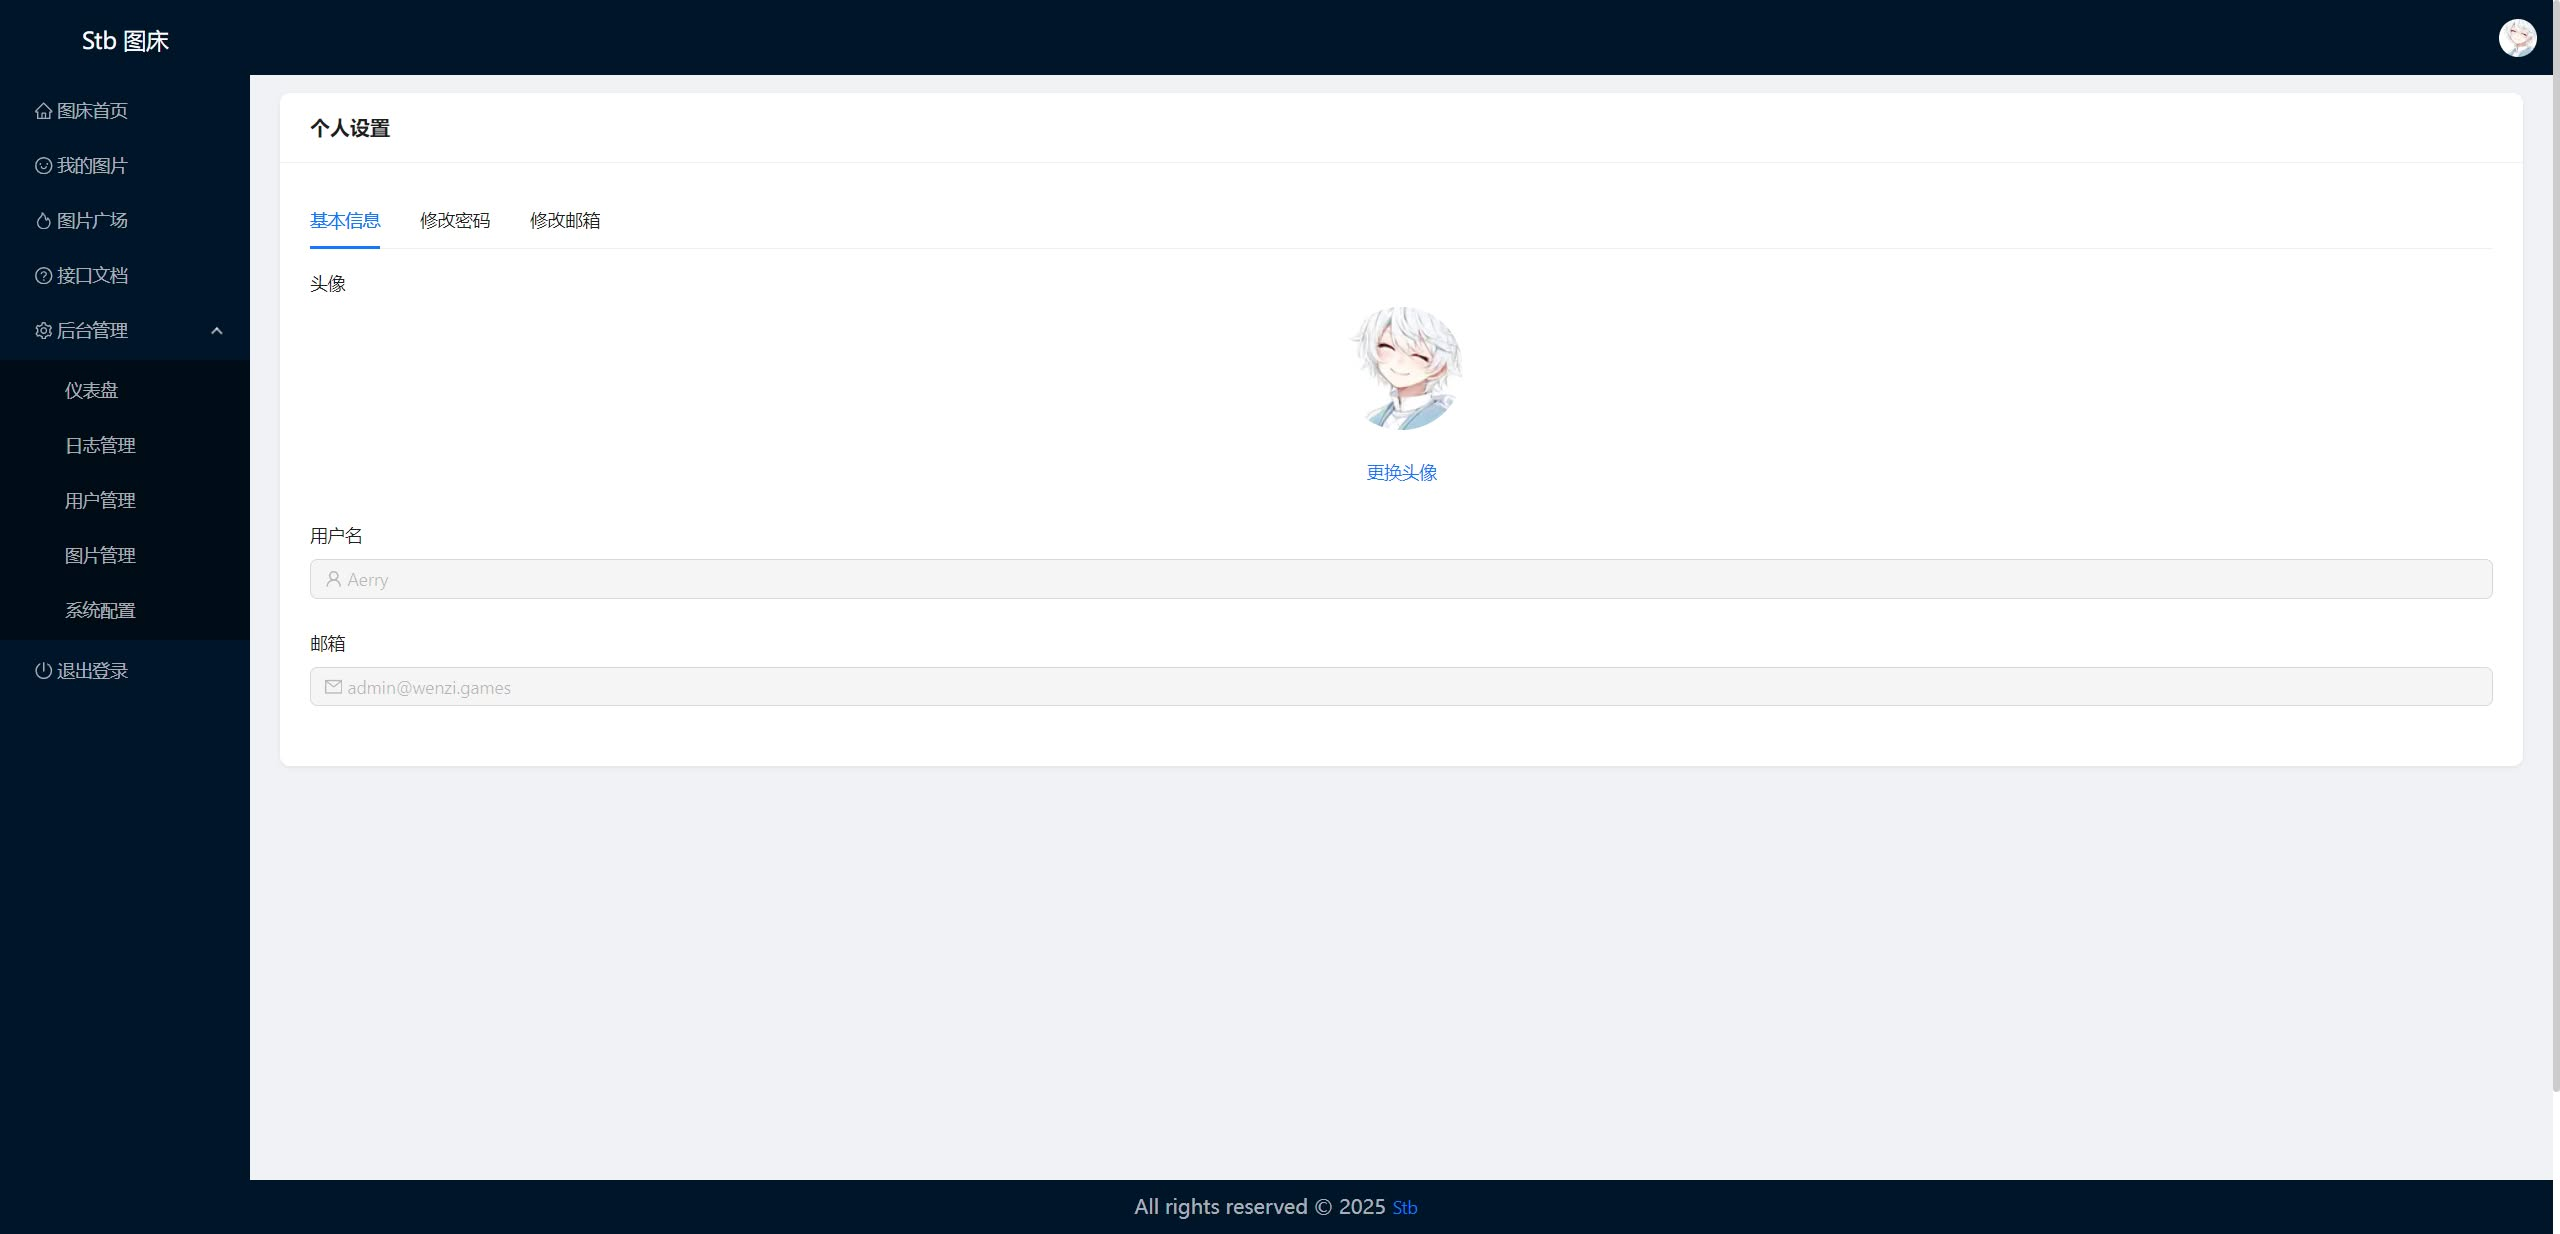 Stb 图床
图床首页
我的图片
图片广场
接口文档
后台管理
仪表盘
日志管理
用户管理
图片管理
系统配置
退出登录
个人设置
基本信息 修改密码 修改邮箱
头像
更换头像
用户名
Aerry
邮箱
admin@wenzi.games
All rights reserved © 2025 Stb